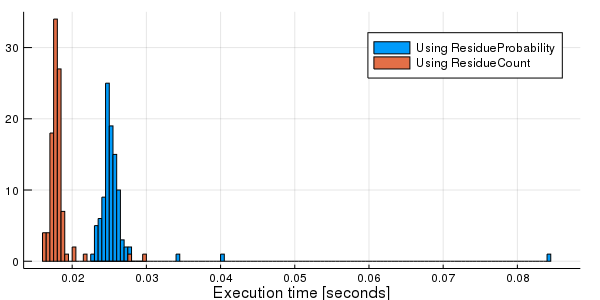 30
20
10
0
Using ResidueProbability
Using ResidueCount
0.02 0.03 0.04 0.05 0.06 0.07 0.08
Execution time [seconds]